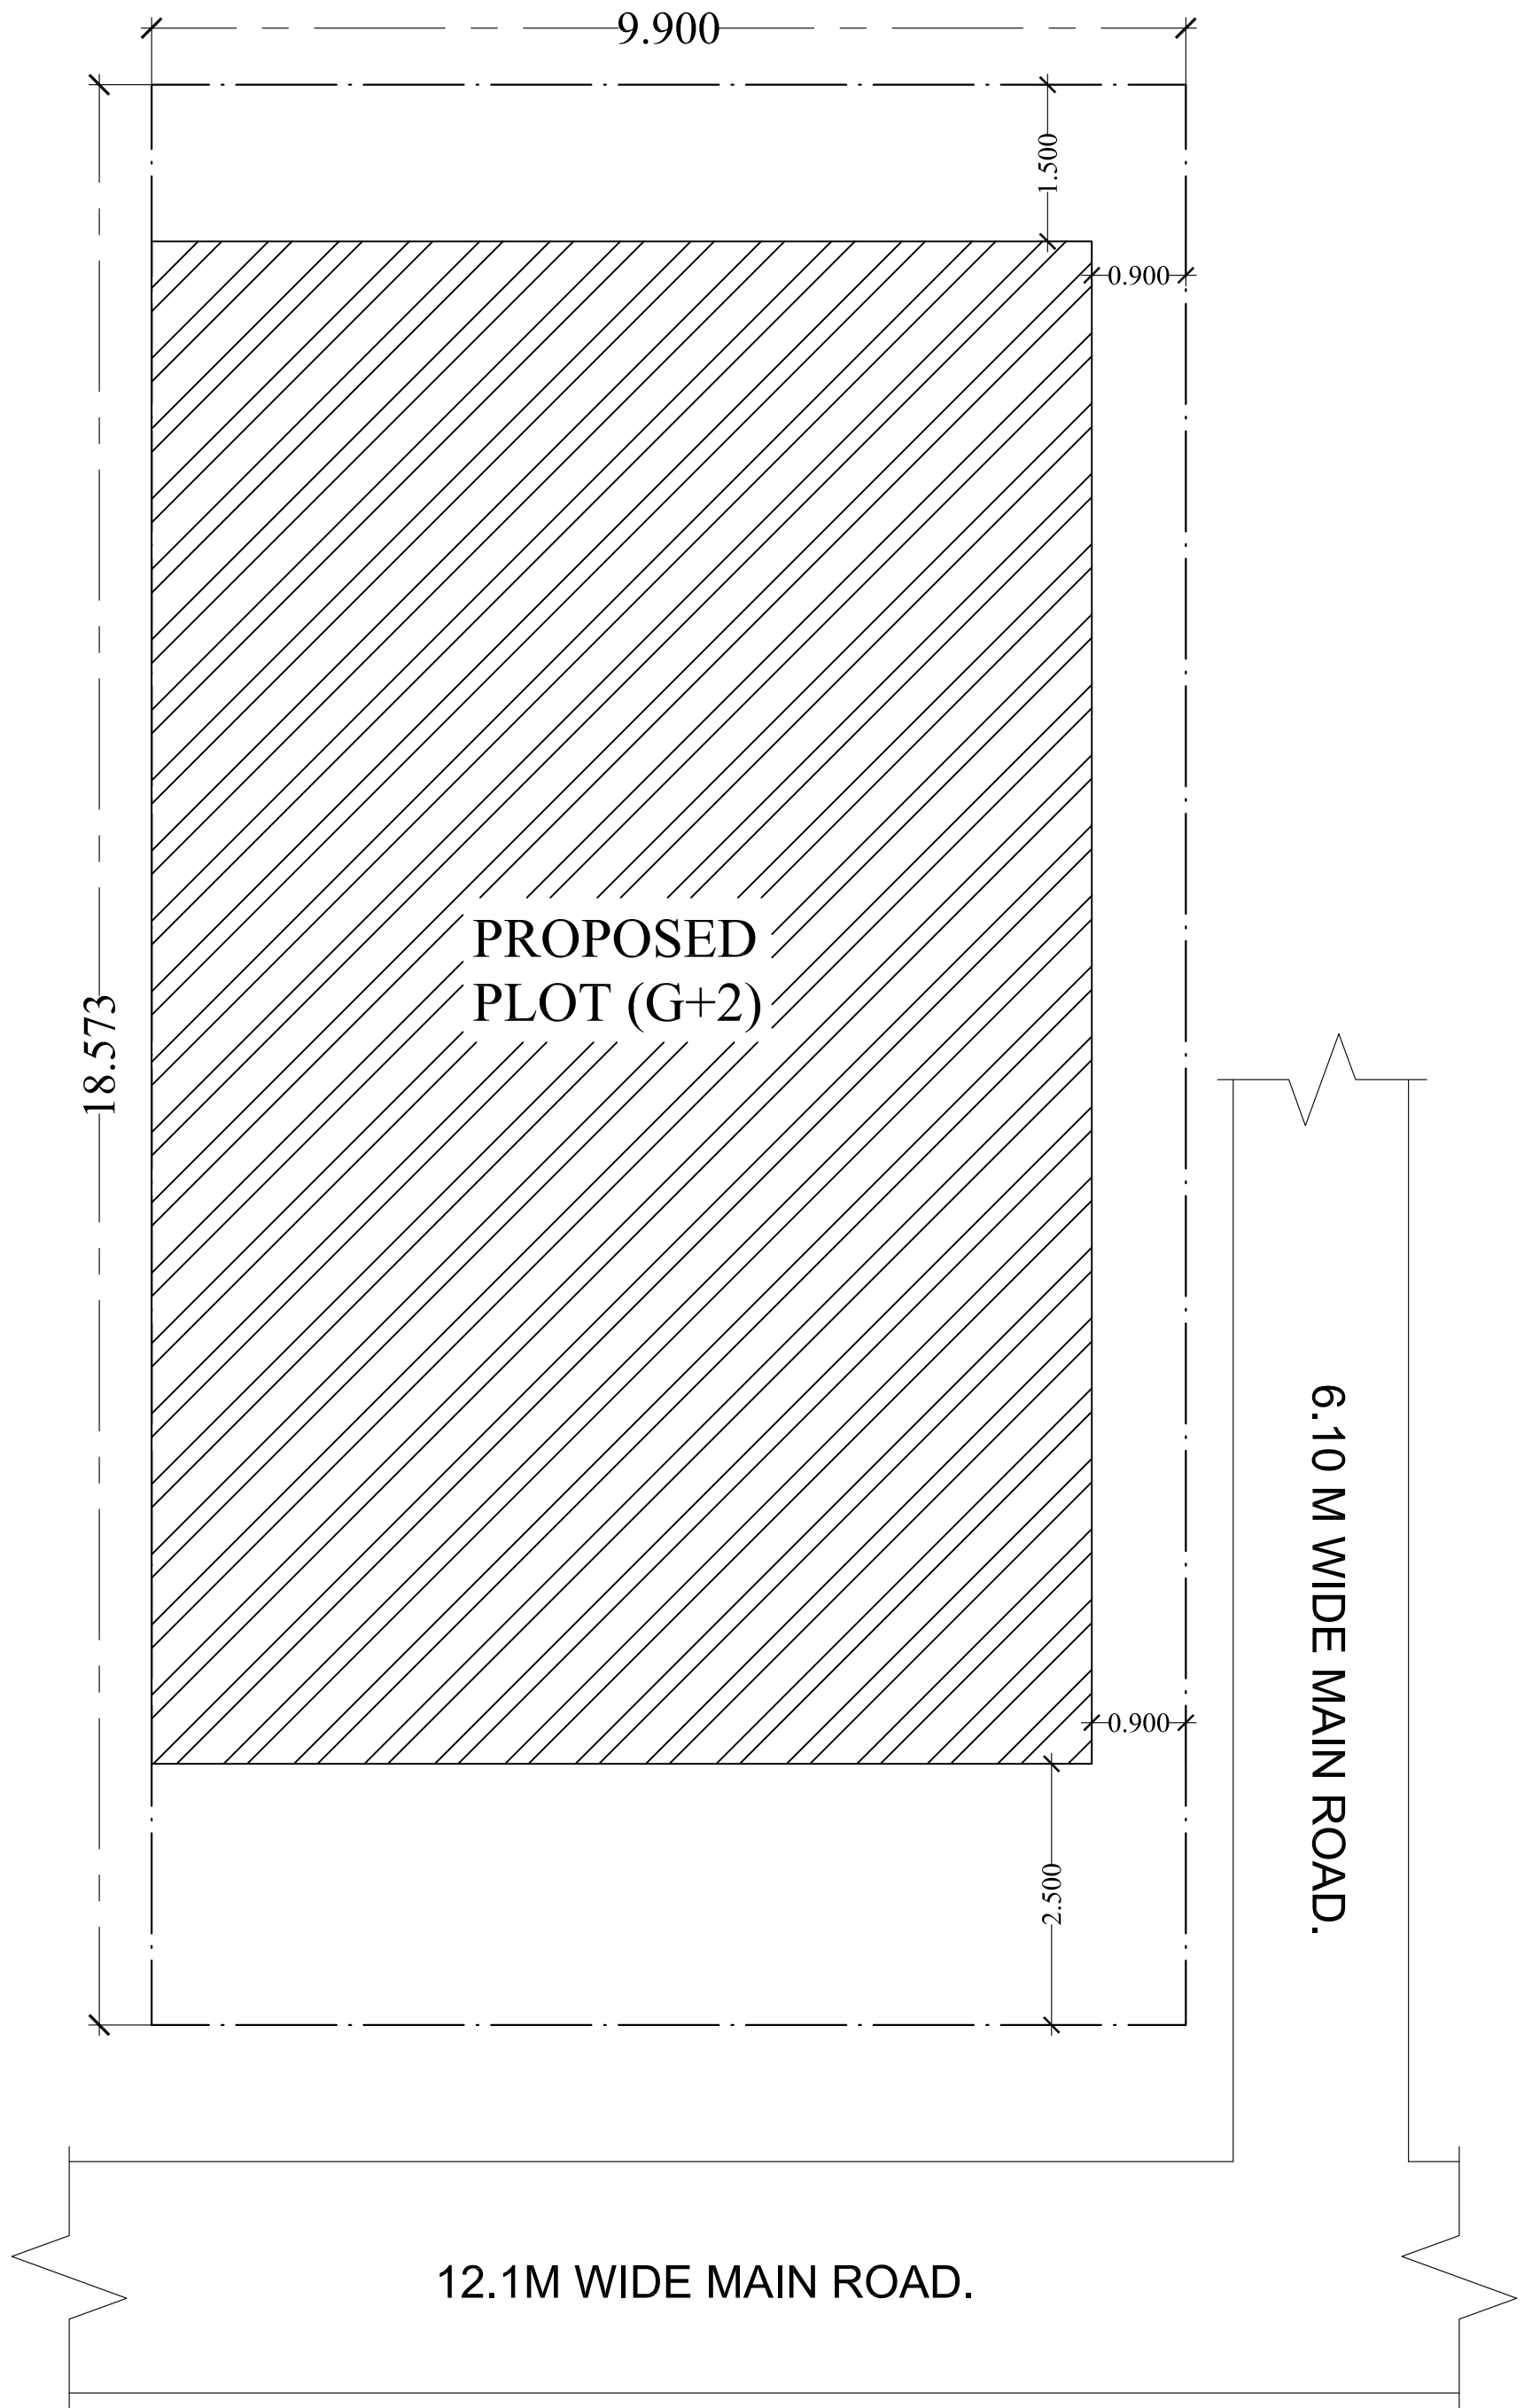 9.900
1.500
0.900
PROPOSED
PLOT (G+2)
18.573
6.10 M WIDE MAIN ROAD.
0.900
2.500
12.1M WIDE MAIN ROAD.